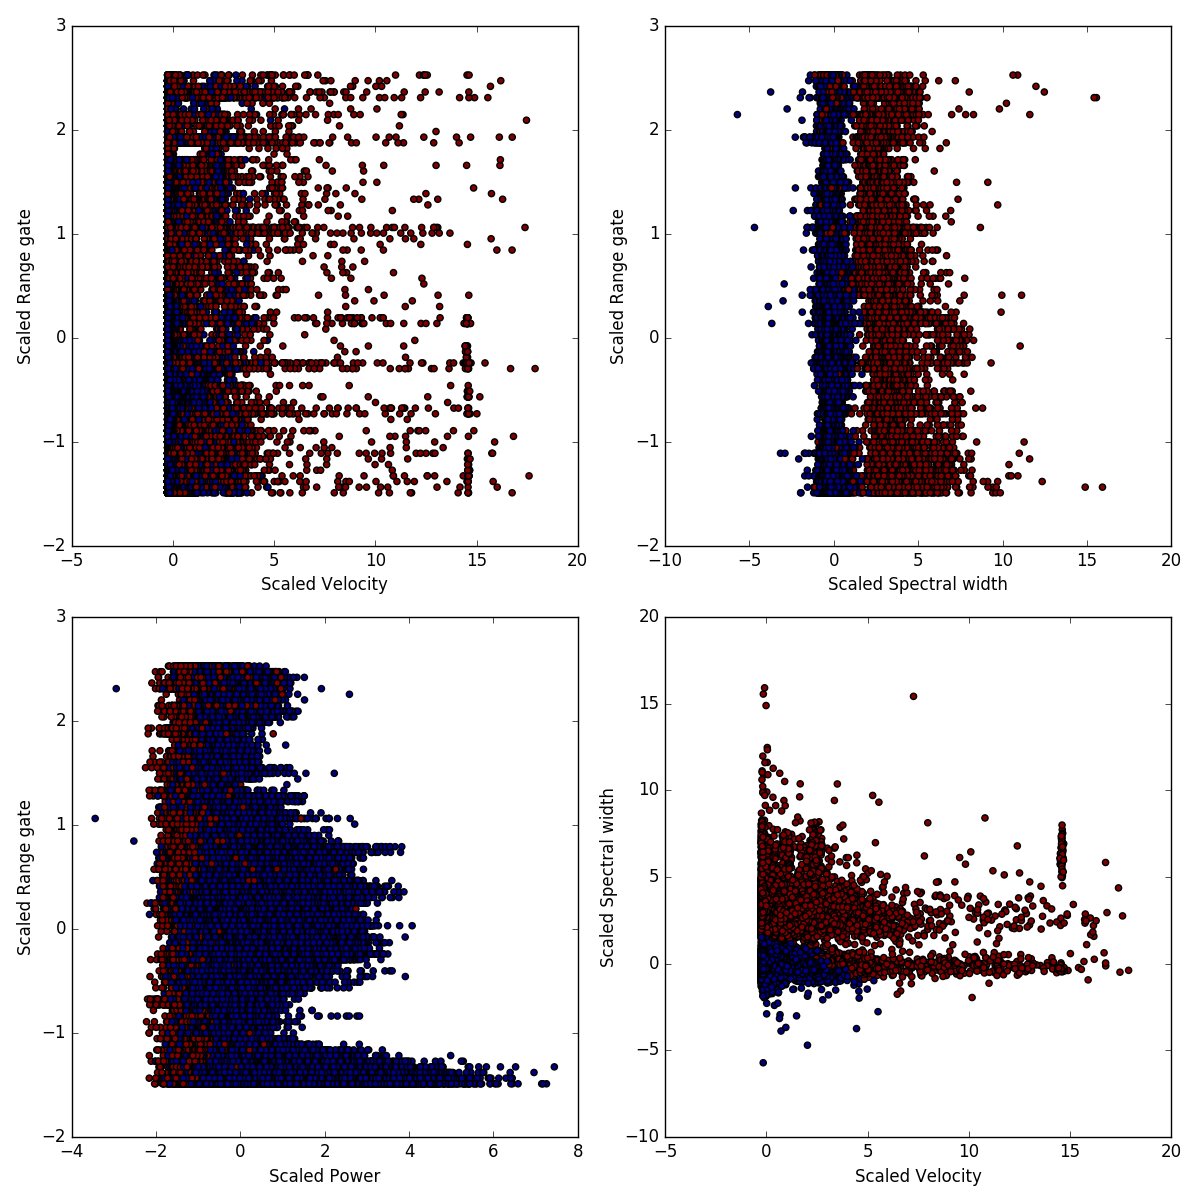 3
2
1
0
−1
−2
Scaled Range gate
−5 0 5 10 15 20
Scaled Velocity
3
2
1
0
−1
−2
Scaled Range gate
−10 −5 0 5 10 15 20
Scaled Spectral width
3
2
1
0
−1
−2
Scaled Range gate
−4 −2 0 2 4 6 8
Scaled Power
20
15
10
5
0
−5
−10
Scaled Spectral width
−5 0 5 10 15 20
Scaled Velocity